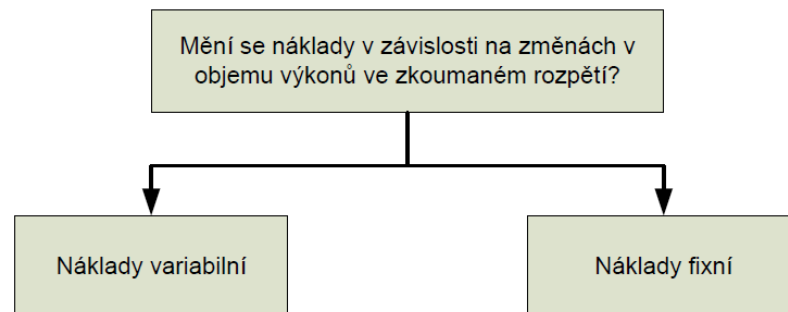 Mění se náklady v závislosti na změnách v
objemu výkonů ve zkoumaném rozpětí?
Náklady variabilní
Náklady fixní